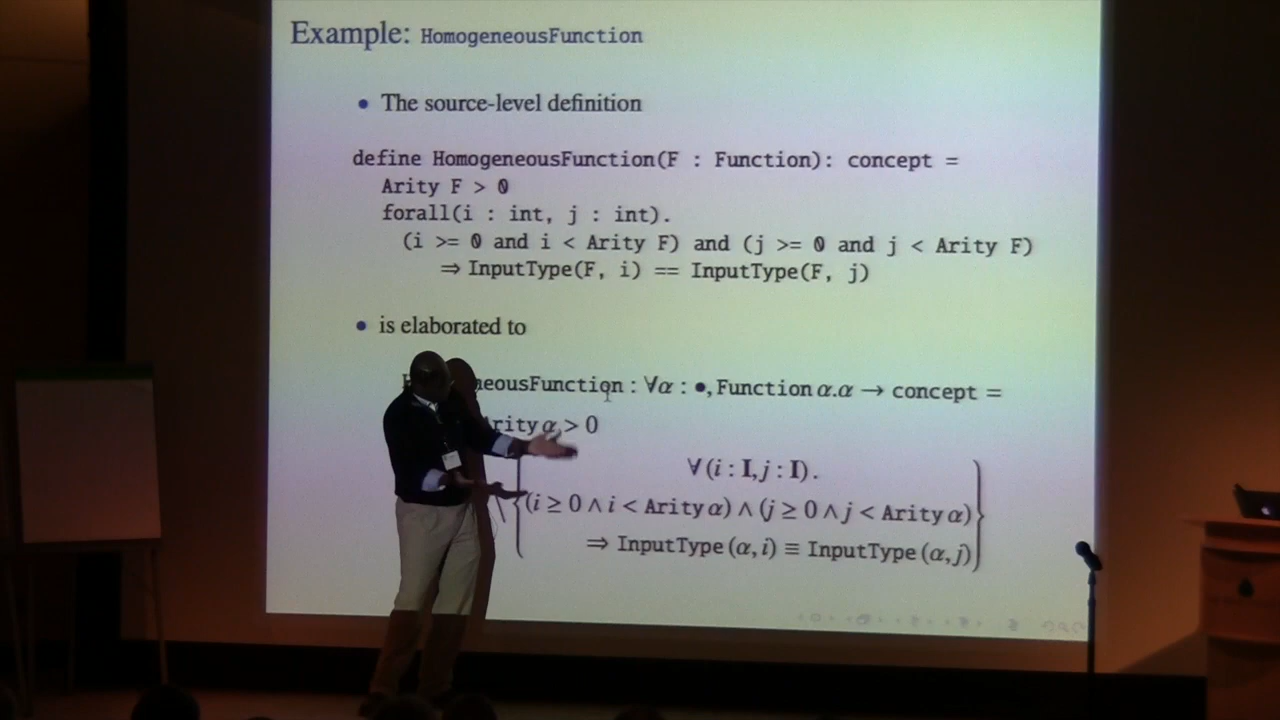 Example: HomogeneousFunction
• The source-level definition
define HomogeneousFunction(F : Function): concept =
Arity F > 0
forall(i : int, j : int).
(i >= 0 and i < Arity F) and (j >= 0 and j < Arity F)
⇒ InputType(F, i) == InputType(F, j)
• is elaborated to
neousFunction : ∀α : •, Function α.α → concept =
rity α > 0
∀(i : I, j : I).
∧ (i ≥ 0 ∧ i < Arity α) ∧ (j ≥ 0 ∧ j < Arity α)
⇒ InputType (α, i) ≡ InputType (α, j)